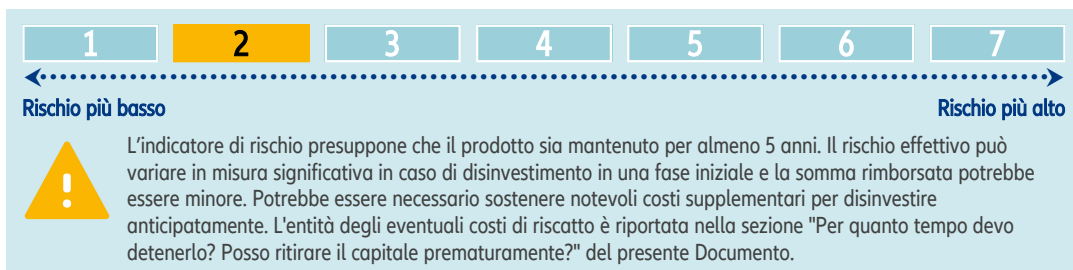 1 2 3 4 5 6 7
Rischio più basso Rischio più alto
L'indicatore di rischio presuppone che il prodotto sia mantenuto per almeno 5 anni. Il rischio effettivo può
variare in misura significativa in caso di disinvestimento in una fase iniziale e la somma rimborsata potrebbe
essere minore. Potrebbe essere necessario sostenere notevoli costi supplementari per disinvestire
anticipatamente. L'entità degli eventuali costi di riscatto è riportata nella sezione "Per quanto tempo devo
detenerlo? Posso ritirare il capitale prematuramente?" del presente Documento.